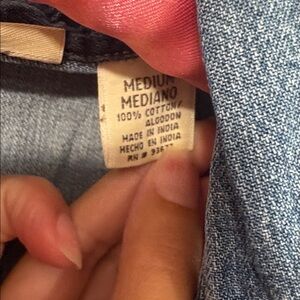 MEDIUM
MEDIANO
100% COTTON/
ALGODON
MADE IN INDIA
HECHO EN INDIA
RN #